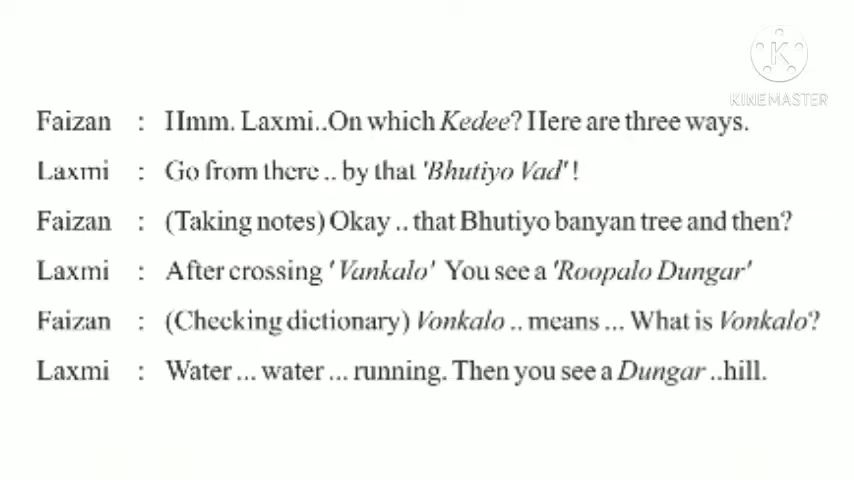 K
KINEMASTER
Faizan : Hmm. Laxmi..On which Kedee? Here are three ways.
Laxmi : Go from there .. by that 'Bhutiyo Vad'!
Faizan : (Taking notes) Okay .. that Bhutiyo banyan tree and then?
Laxmi : After crossing 'Vankalo' You see a 'Roopalo Dungar'
Faizan : (Checking dictionary) Vonkalo .. means ... What is Vonkalo?
Laxmi : Water ... water ... running. Then you see a Dungar ..hill.